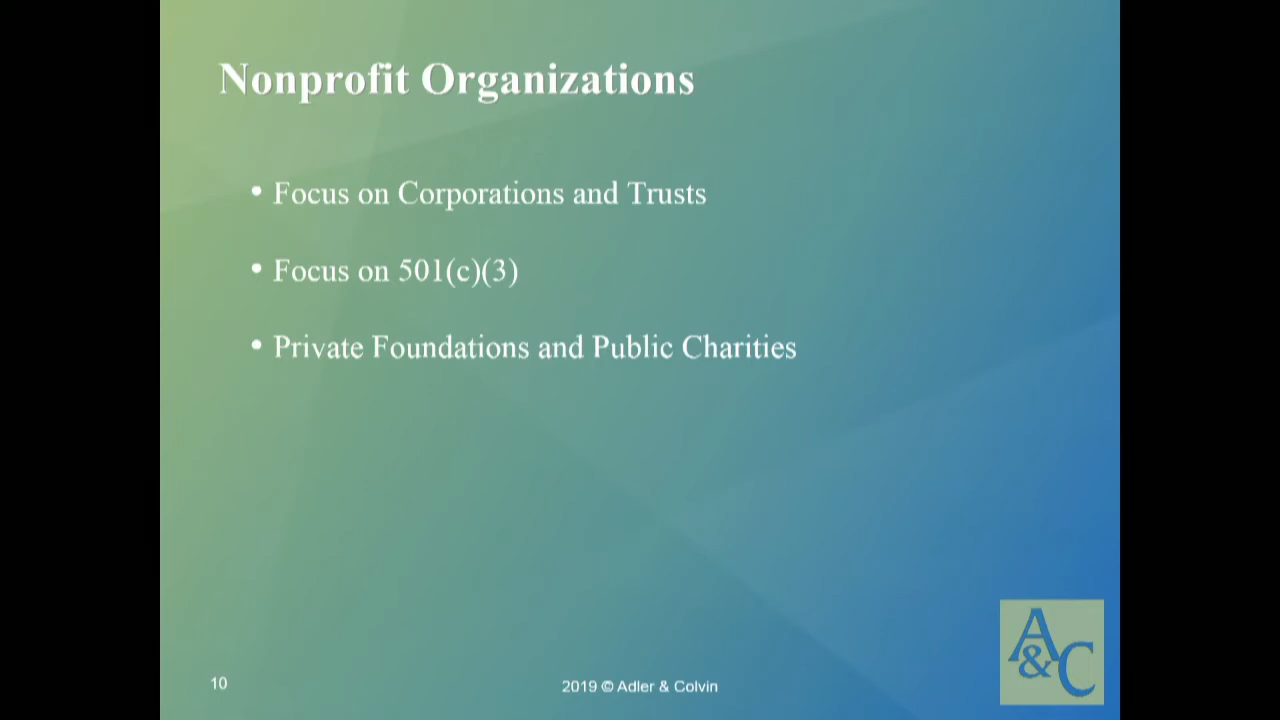 Nonprofit Organizations
• Focus on Corporations and Trusts
• Focus on 501(c)(3)
• Private Foundations and Public Charities
10
2019 © Adler & Colvin
A&C